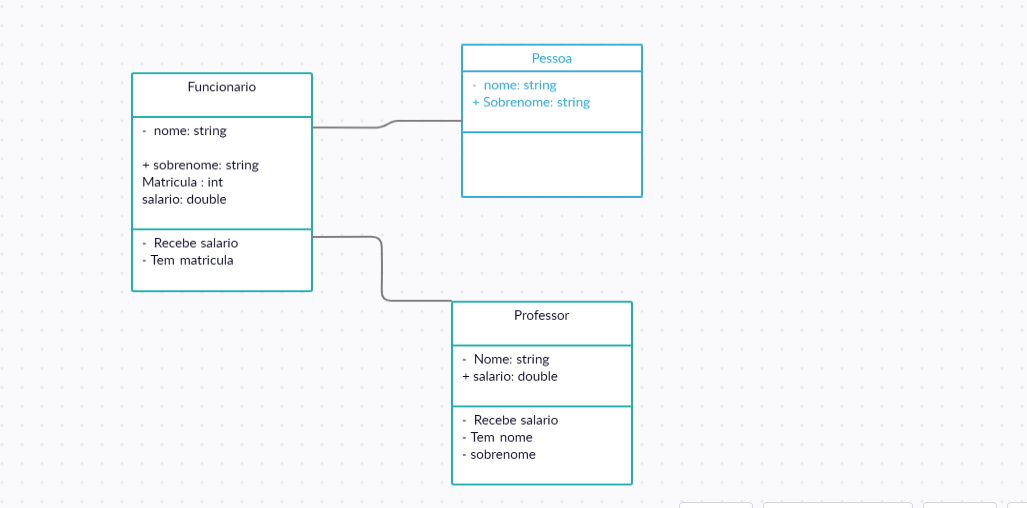 Funcionario
- nome: string
+ sobrenome: string
Matricula : int
salario: double
- Recebe salario
- Tem matricula
Pessoa
- nome: string
+ Sobrenome: string
Professor
- Nome: string
+ salario: double
- Recebe salario
- Tem nome
- sobrenome